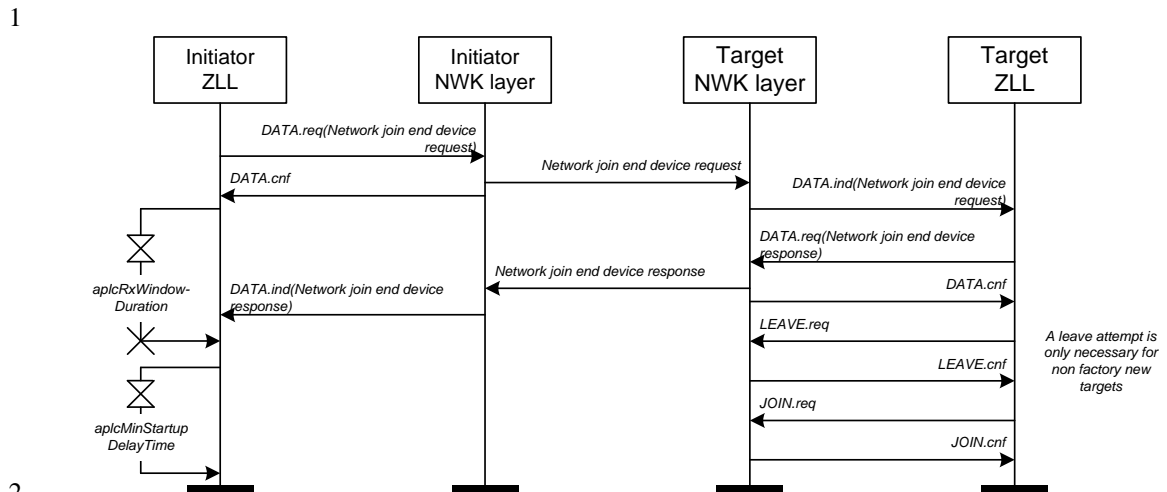 1
Initiator
ZLL
Initiator
NWK layer
Target
NWK layer
Target
ZLL
DATA.req(Network join end device
request)
Network join end device request
DATA.cnf
DATA.ind(Network join end device
request)
DATA.req(Network join end device
response)
Network join end device response
aplcRxWindow-
Duration
DATA.ind(Network join end device
response)
DATA.cnf
LEAVE.req
A leave attempt is
only necessary for
non factory new
targets
LEAVE.cnf
JOIN.req
aplcMinStartup
DelayTime
JOIN.cnf
2